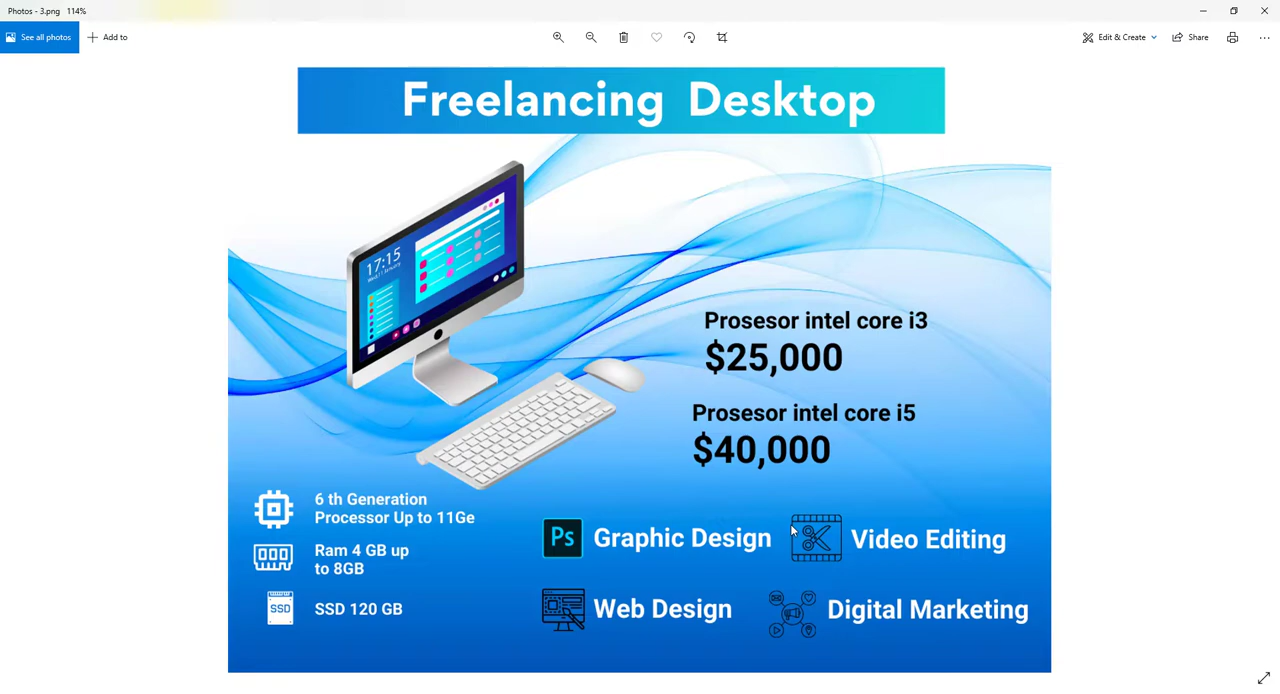 Photos - 3.png 114%
See all photos
Add to
Edit & Create
Share
Freelancing Desktop
17:15
Prosesor intel core i3
$25,000
Prosesor intel core i5
$40,000
6 th Generation
Processor Up to 11Ge
Ram 4 GB up
to 8GB
SSD
SSD 120 GB
Ps
Graphic Design
Video Editing
Web Design
Digital Marketing